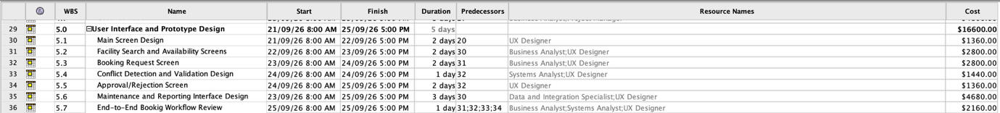 WBS Name Start Finish Duration Predecessors Resource Names Cost
29 5.0 User Interface and Prototype Design 21/09/26 8:00 AM 25/09/26 5:00 PM 5 days $16600.00
30 5.1 Main Screen Design 21/09/26 8:00 AM 22/09/26 5:00 PM 2 days 20 UX Designer $1360.00
31 5.2 Facility Search and Availability Screens 22/09/26 8:00 AM 23/09/26 5:00 PM 2 days 30 Business Analyst;UX Designer $2800.00
32 5.3 Booking Request Screen 23/09/26 8:00 AM 24/09/26 5:00 PM 2 days 31 Business Analyst;UX Designer $2800.00
33 5.4 Conflict Detection and Validation Design 24/09/26 8:00 AM 24/09/26 5:00 PM 1 day 32 Systems Analyst;UX Designer $1440.00
34 5.5 Approval/Rejection Screen 24/09/26 8:00 AM 25/09/26 5:00 PM 2 days 32 UX Designer $1360.00
35 5.6 Maintenance and Reporting Interface Design 23/09/26 8:00 AM 25/09/26 5:00 PM 3 days 30 Data and Integration Specialist;UX Designer $4680.00
36 5.7 End-to-End Bookig Workflow Review 25/09/26 8:00 AM 25/09/26 5:00 PM 1 day 31;32;33;34 Business Analyst;Systems Analyst;UX Designer $2160.00